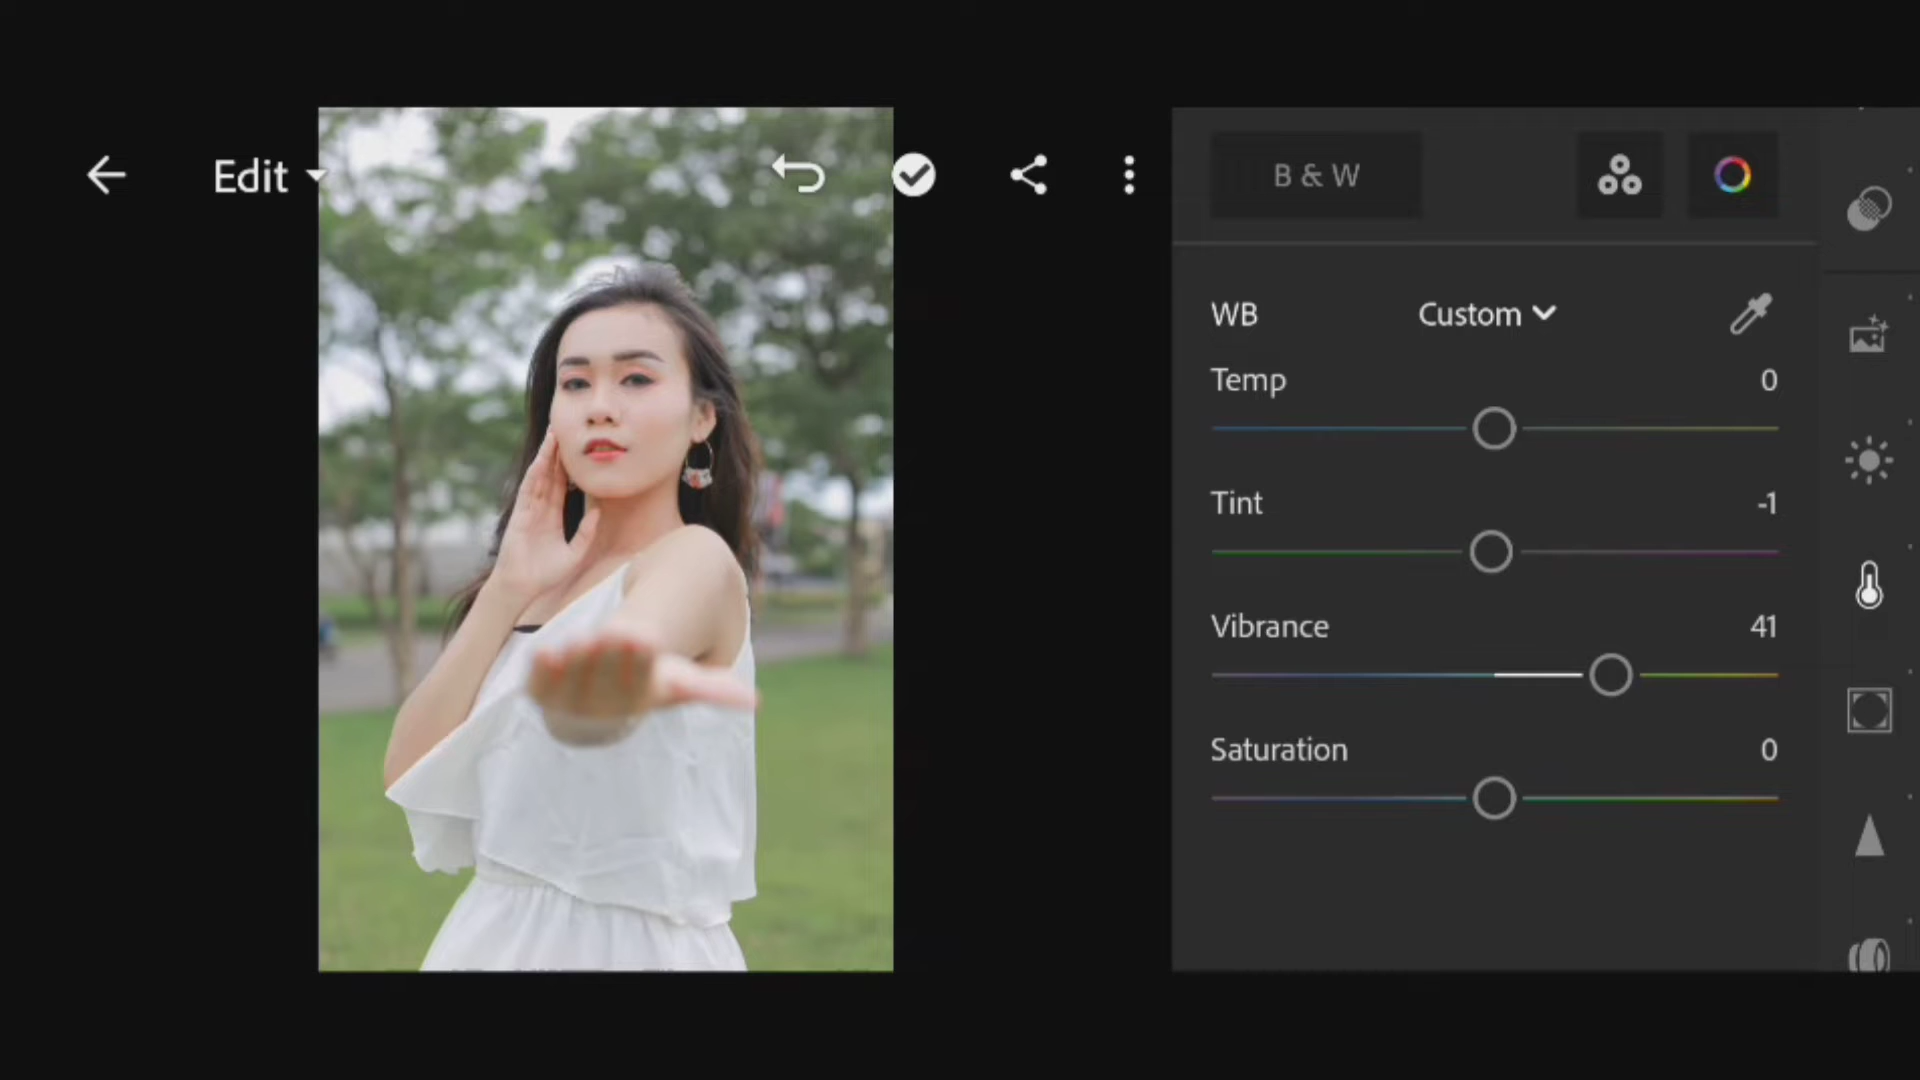 Edit
B & W
WB Custom
Temp 0
Tint -1
Vibrance 41
Saturation 0